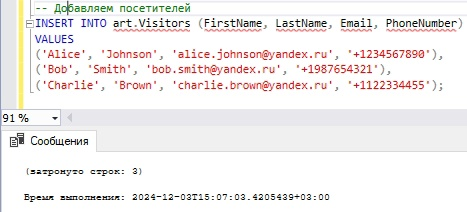 -- Добавляем посетителей
INSERT INTO art.Visitors (FirstName, LastName, Email, PhoneNumber)
VALUES
('Alice', 'Johnson', 'alice.johnson@yandex.ru', '+1234567890'),
('Bob', 'Smith', 'bob.smith@yandex.ru', '+1987654321'),
('Charlie', 'Brown', 'charlie.brown@yandex.ru', '+1122334455');
91 %
Сообщения
(затронуто строк: 3)
Время выполнения: 2024-12-03T15:07:03.4205439+03:00